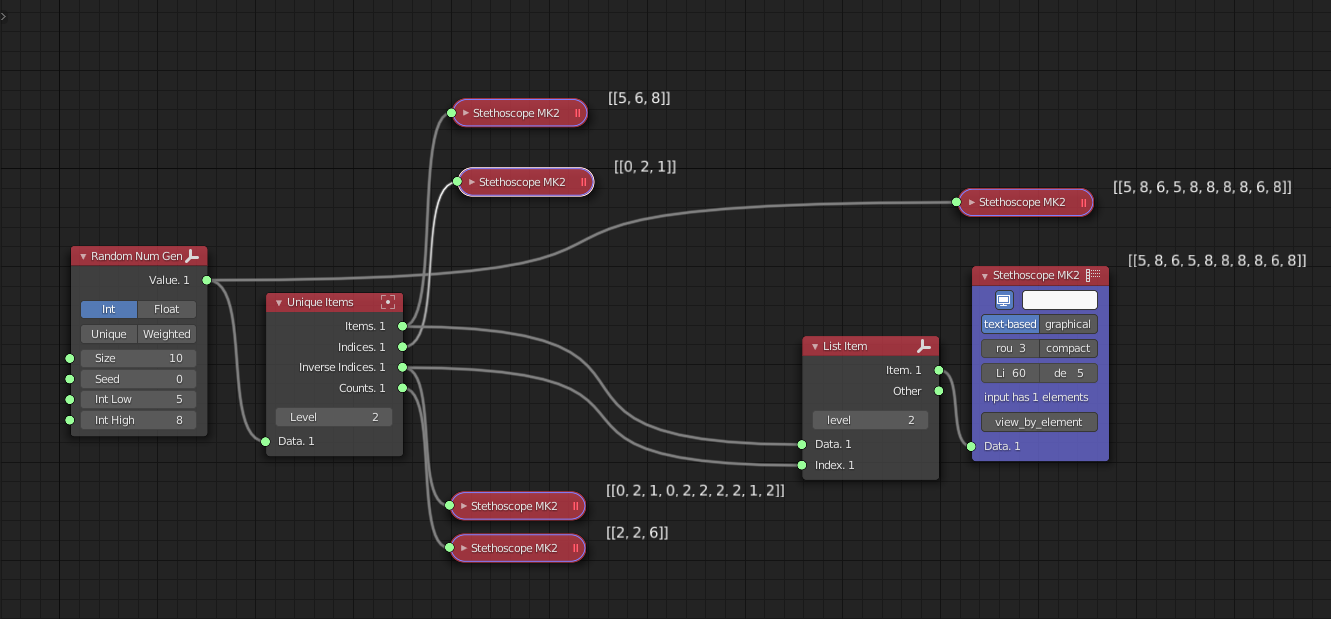 [[5, 6, 8]]
Stethoscope MK2
[[0, 2, 1]]
Stethoscope MK2
[[5, 8, 6, 5, 8, 8, 8, 8, 6, 8]]
Stethoscope MK2
Random Num Gen
Value. 1
Int Float
Unique Weighted
Size 10
Seed 0
Int Low 5
Int High 8
Unique Items
Items. 1
Indices. 1
Inverse Indices. 1
Counts. 1
Level 2
Data. 1
List Item
Item. 1
Other
level 2
Data. 1
Index. 1
[[5, 8, 6, 5, 8, 8, 8, 8, 6, 8]]
Stethoscope MK2
text-based graphical
rou 3 compact
Li 60 de 5
input has 1 elements
view_by_element
Data. 1
[[0, 2, 1, 0, 2, 2, 2, 2, 1, 2]]
Stethoscope MK2
[[2, 2, 6]]
Stethoscope MK2